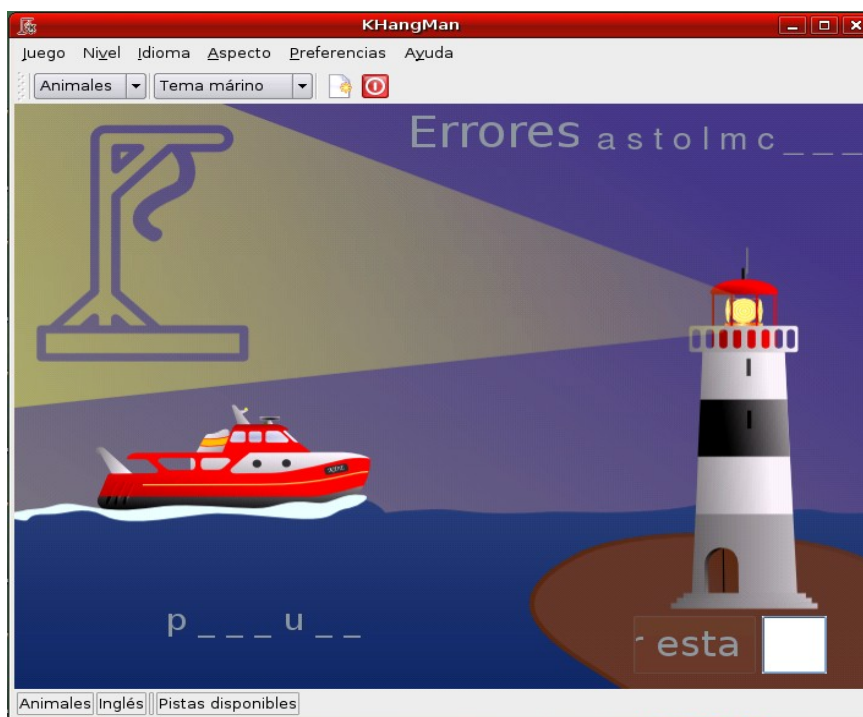 KHangMan
Juego Nivel Idioma Aspecto Preferencias Ayuda
Animales Tema márino
Errores a s t o l m c _ _ _
p _ _ _ u _ _
r esta
Animales Inglés Pistas disponibles